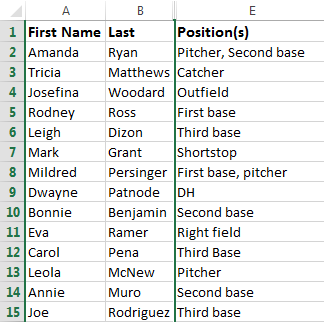 A B E
1 First Name Last Position(s)
2 Amanda Ryan Pitcher, Second base
3 Tricia Matthews Catcher
4 Josefina Woodard Outfield
5 Rodney Ross First base
6 Leigh Dizon Third base
7 Mark Grant Shortstop
8 Mildred Persinger First base, pitcher
9 Dwayne Patnode DH
10 Bonnie Benjamin Second base
11 Eva Ramer Right field
12 Carol Pena Third Base
13 Leola McNew Pitcher
14 Annie Muro Second base
15 Joe Rodriguez Third base